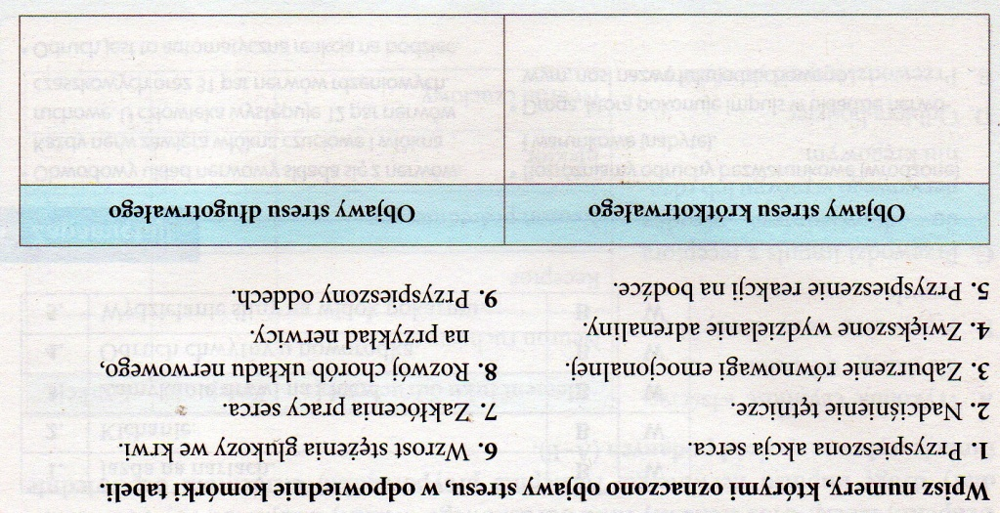 Wpisz numery, którymi oznaczono objawy stresu, w odpowiednie komórki tabeli.
1. Przyspieszona akcja serca.
2. Nadciśnienie tętnicze.
3. Zaburzenie równowagi emocjonalnej.
4. Zwiększone wydzielanie adrenaliny.
5. Przyspieszenie reakcji na bodźce.
6. Wzrost stężenia glukozy we krwi.
7. Zakłócenia pracy serca.
8. Rozwój chorób układu nerwowego,
na przykład nerwicy.
9. Przyspieszony oddech.
Objawy stresu krótkotrwałego
Objawy stresu długotrwałego